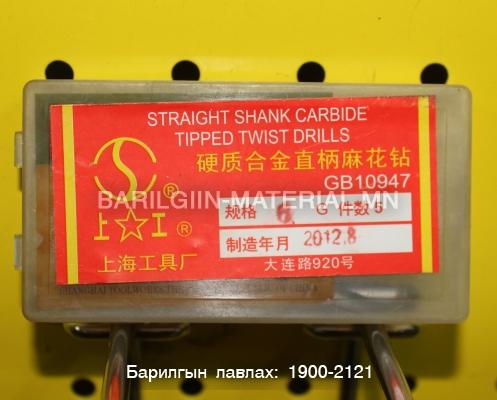 STRAIGHT SHANK CARBIDE
TIPPED TWIST DRILLS
硬质合金直柄麻花钻
GB10947
BARILGIIN-MATERIAL.MN
上☆工®
规格 6 G 件数 5
制造年月 2012.8
上海工具厂
大连路920号
Барилгын лавлах: 1900-2121